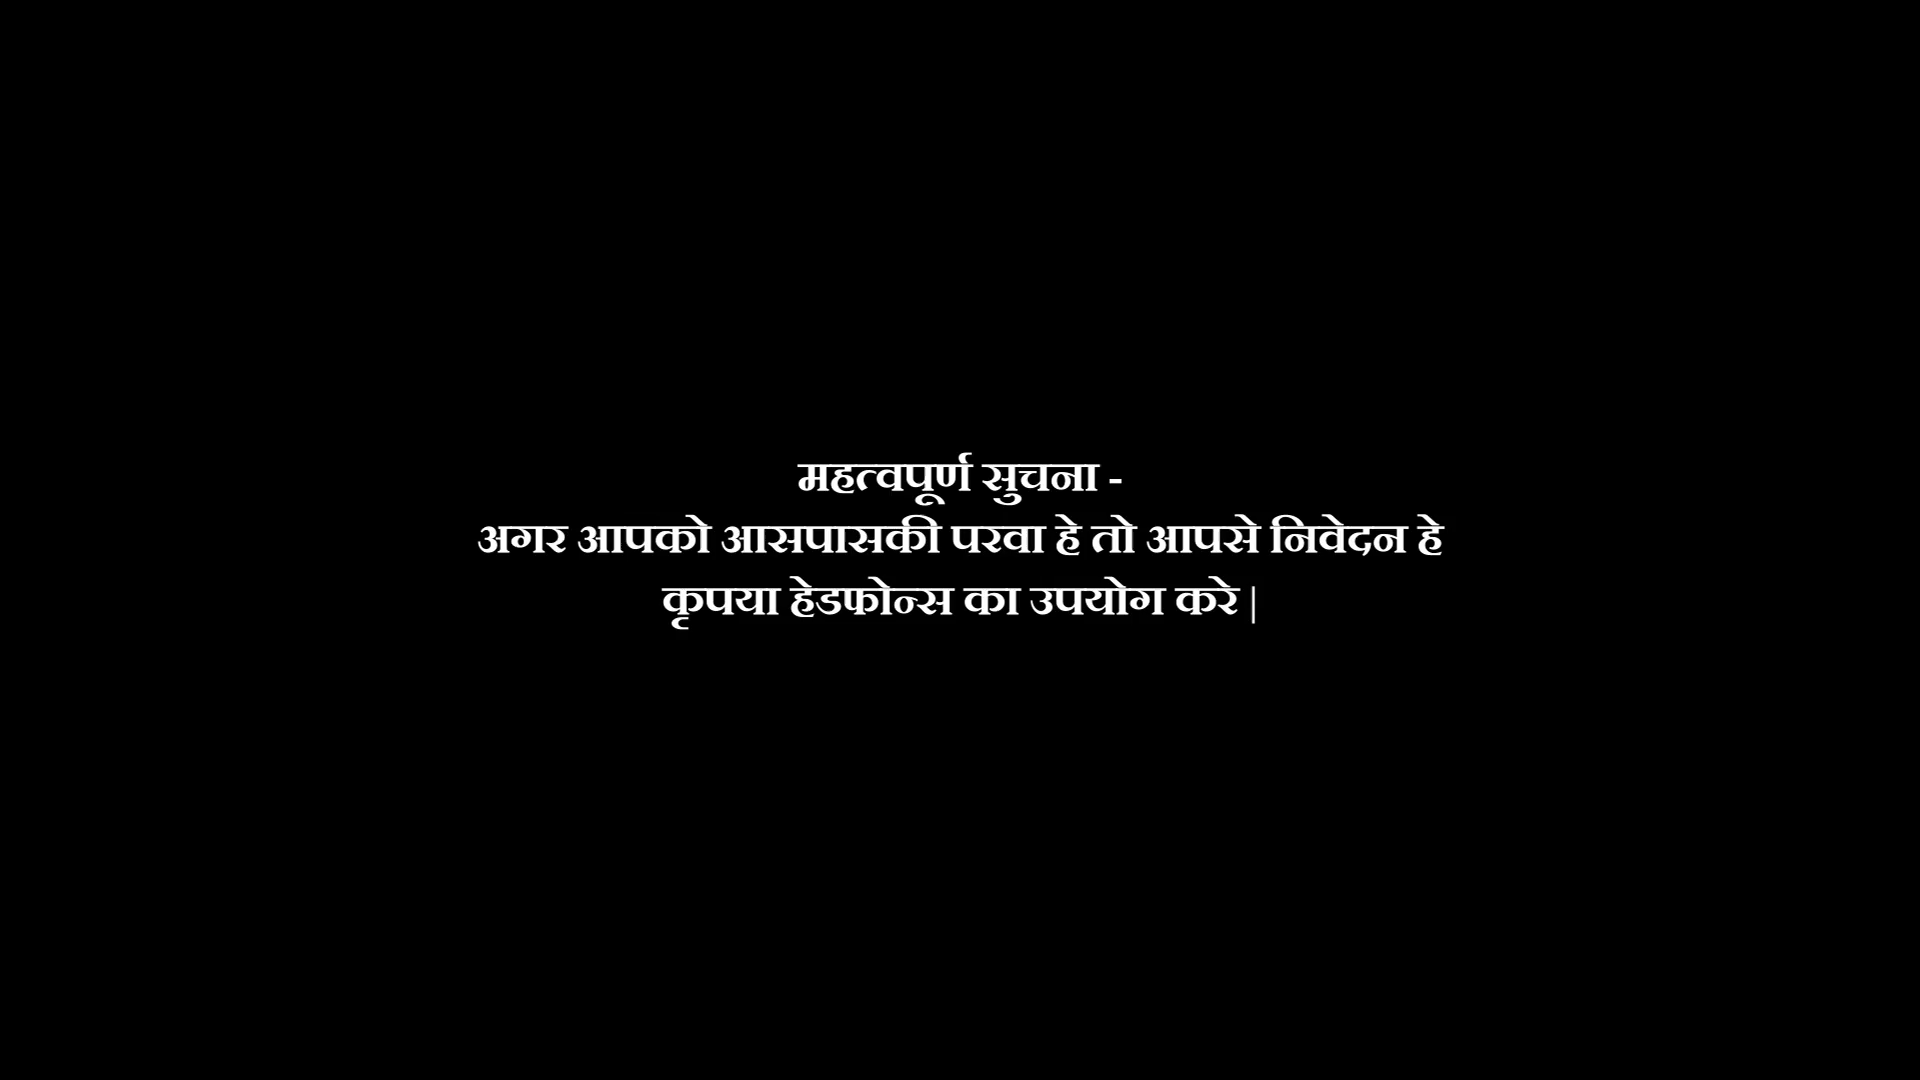 महत्वपूर्ण सुचना -
अगर आपको आसपासकी परवा हे तो आपसे निवेदन हे
कृपया हेडफोन्स का उपयोग करे |